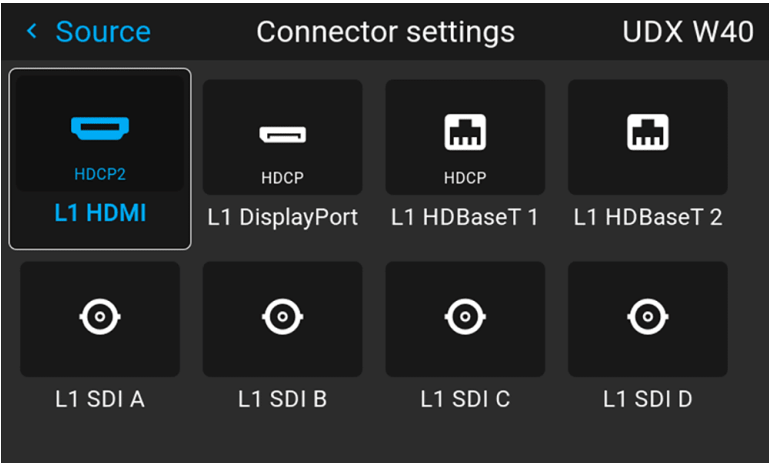 Source
Connector settings
UDX W40
HDCP2
L1 HDMI
HDCP
L1 DisplayPort
HDCP
L1 HDBaseT 1
L1 HDBaseT 2
L1 SDI A
L1 SDI B
L1 SDI C
L1 SDI D